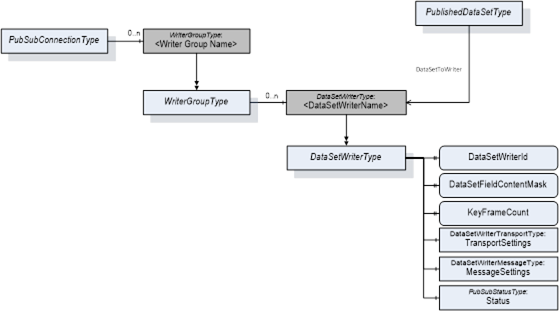 PublishedDataSetType
PubSubConnectionType
0..n
WriterGroupType:
<Writer Group Name>
DataSetToWriter
WriterGroupType
0..n
DataSetWriterType:
<DataSetWriterName>
DataSetWriterType
DataSetWriterId
DataSetFieldContentMask
KeyFrameCount
DataSetWriterTransportType:
TransportSettings
DataSetWriterMessageType:
MessageSettings
PubSubStatusType:
Status